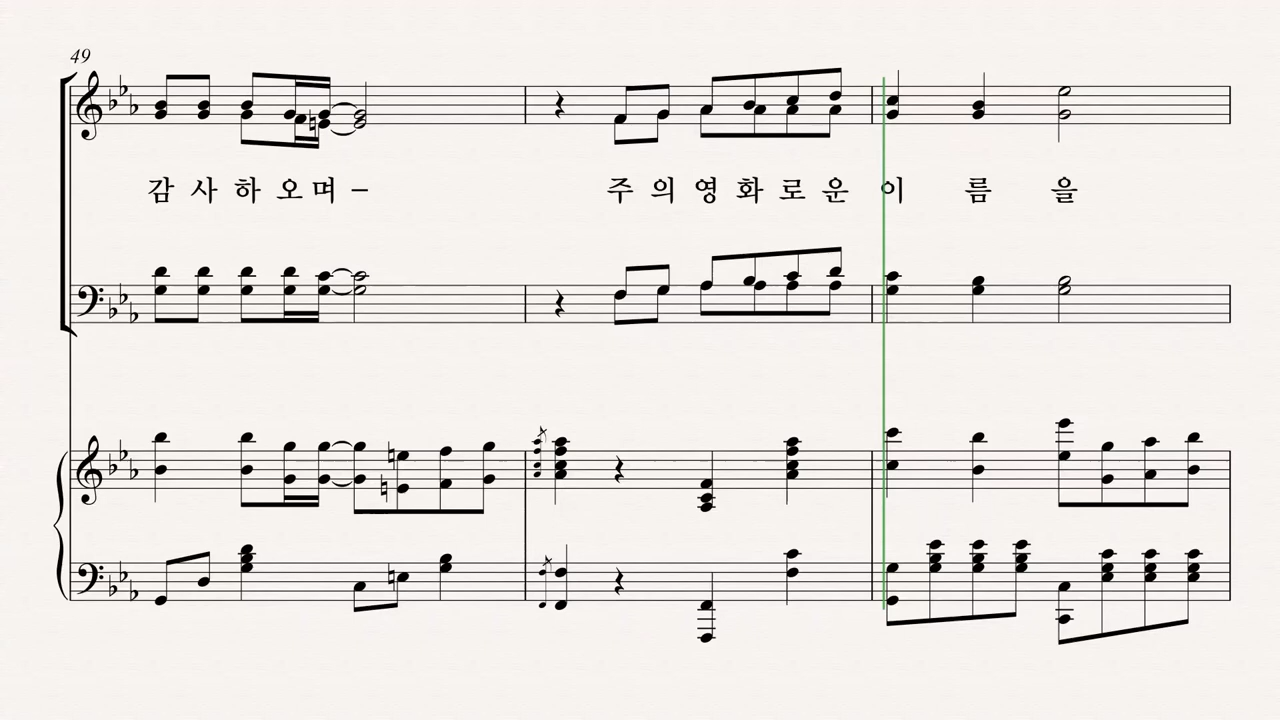 49
감 사 하 오 며 – 주 의 영 화 로 운 이 름 을